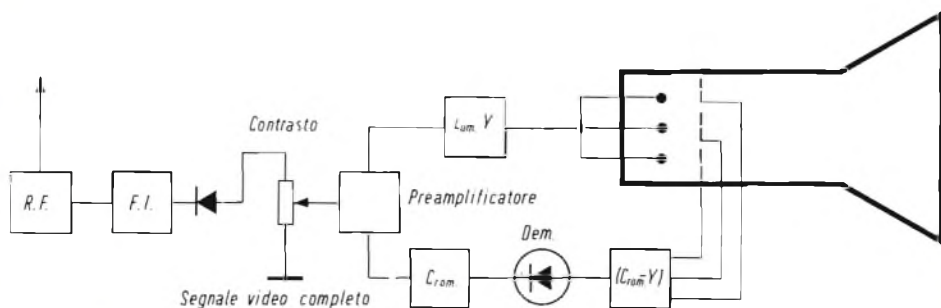 Contrasto
Lum. Y
R.F.
F.I.
Preamplificatore
Dem.
Crom.
(Crom-Y)
Segnale video completo